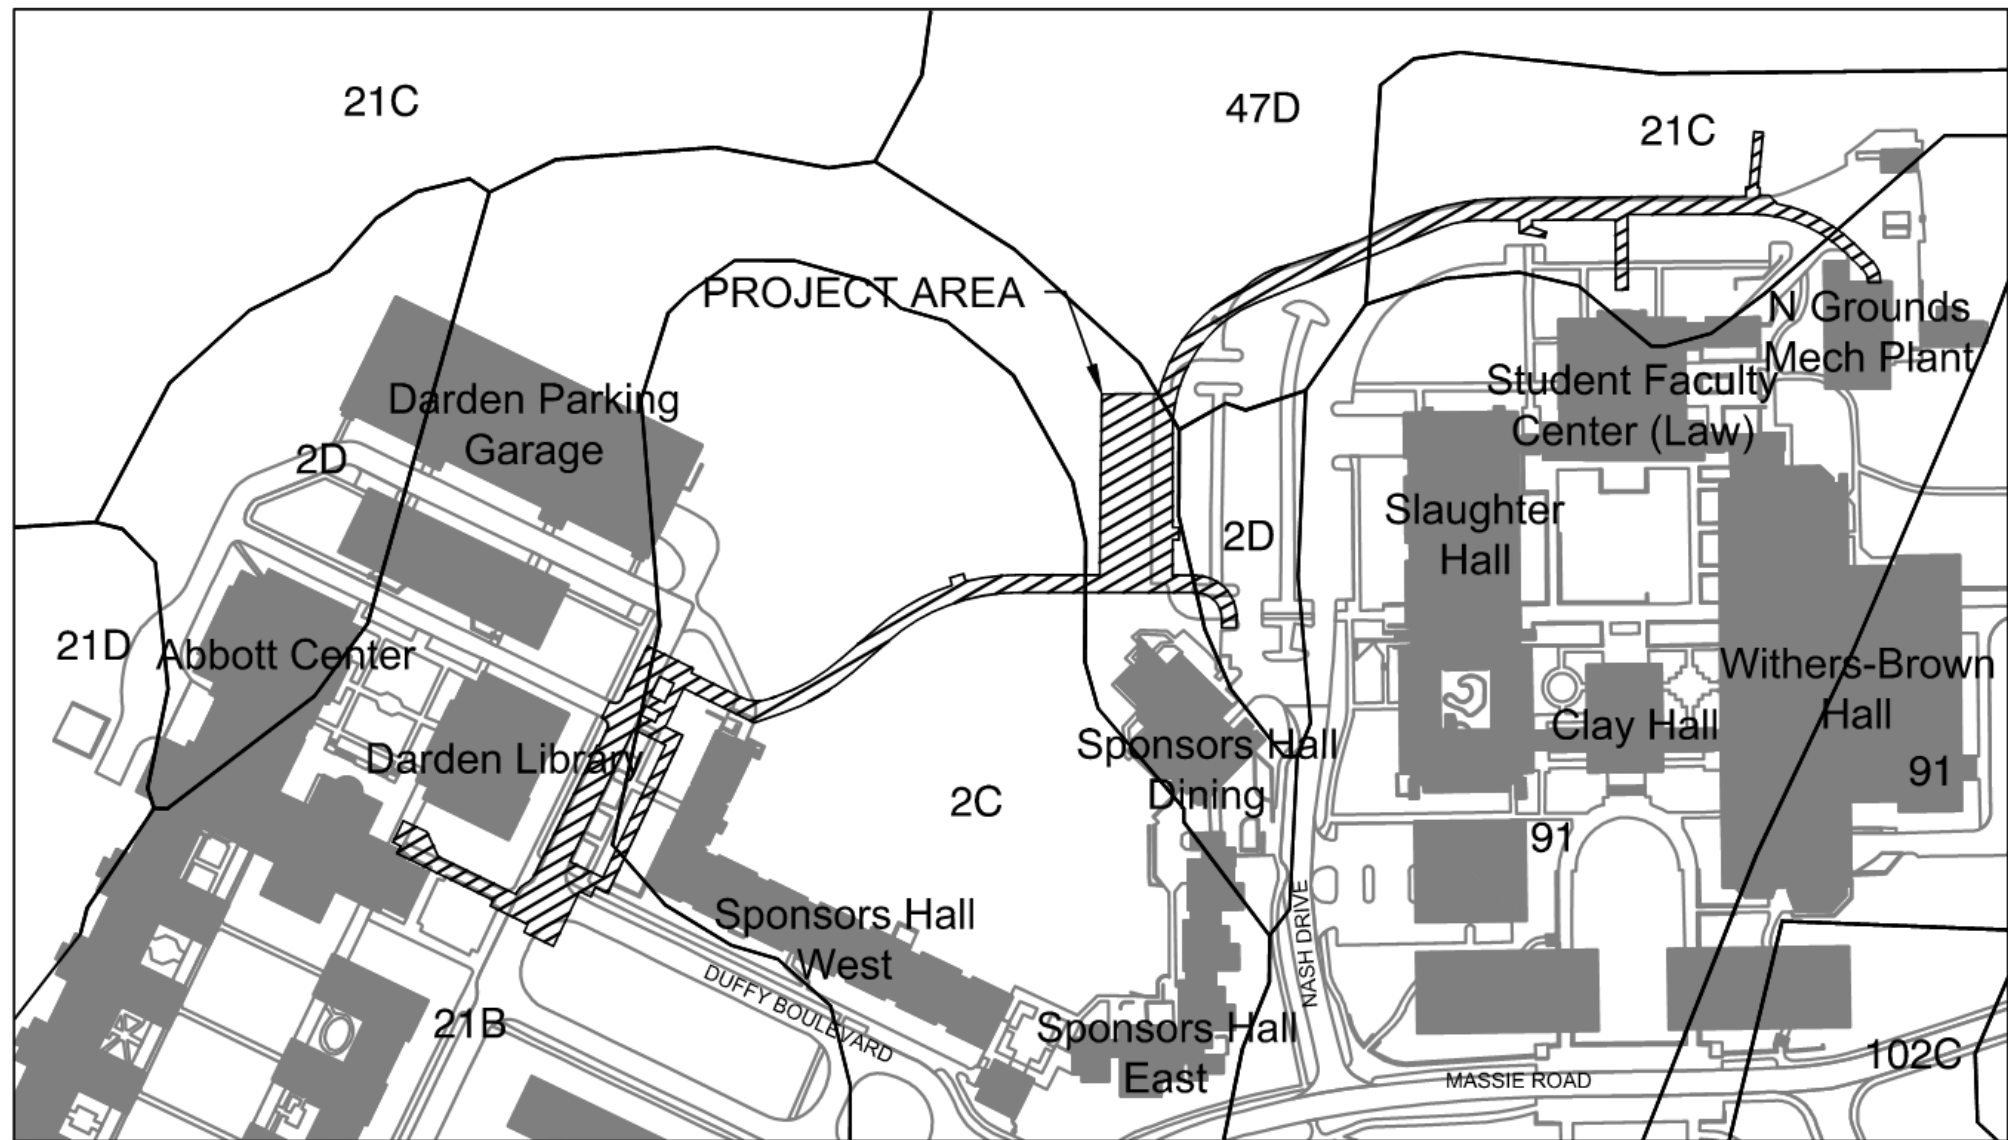 21C
47D
21C
PROJECT AREA
N Grounds
Mech Plant
Darden Parking
Garage
Student Faculty
Center (Law)
2D
Slaughter
Hall
2D
21D
Abbott Center
Withers-Brown
Hall
Darden Library
Sponsors Hall
Dining
Clay Hall
91
2C
91
Sponsors Hall
West
NASH DRIVE
DUFFY BOULEVARD
21B
Sponsors Hall
East
102C
MASSIE ROAD